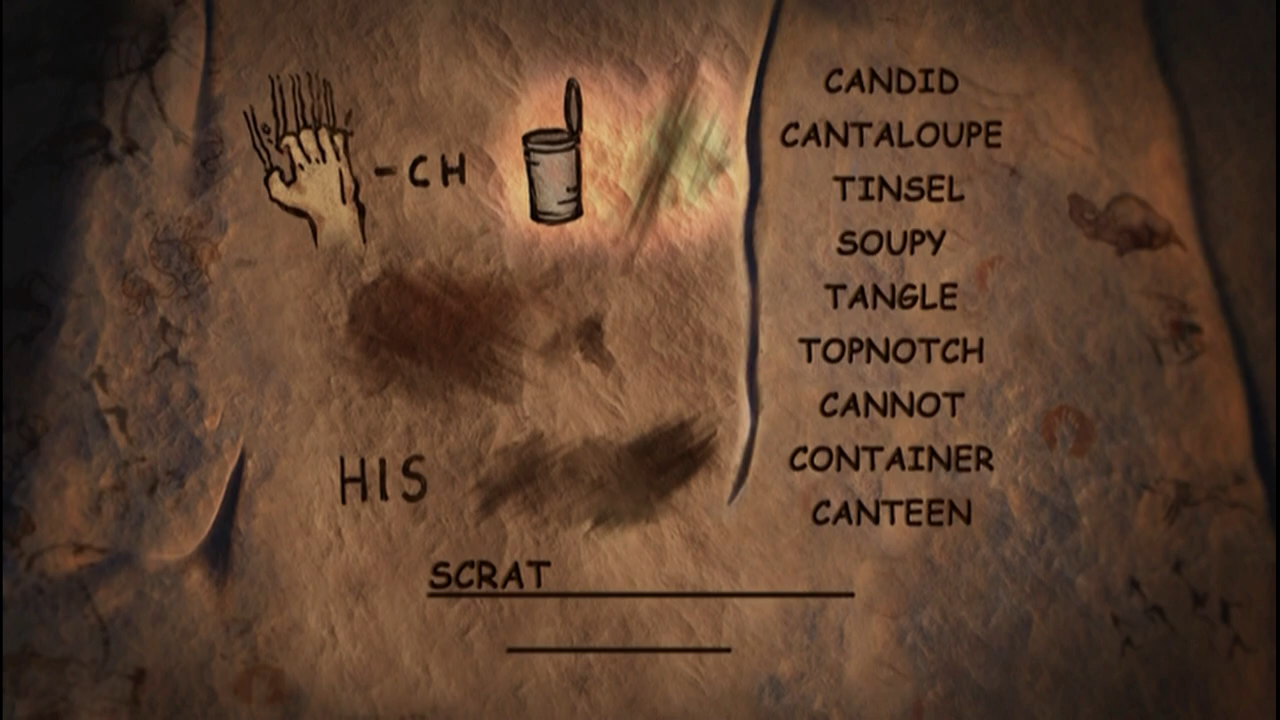 -CH
HIS
SCRAT
CANDID
CANTALOUPE
TINSEL
SOUPY
TANGLE
TOPNOTCH
CANNOT
CONTAINER
CANTEEN